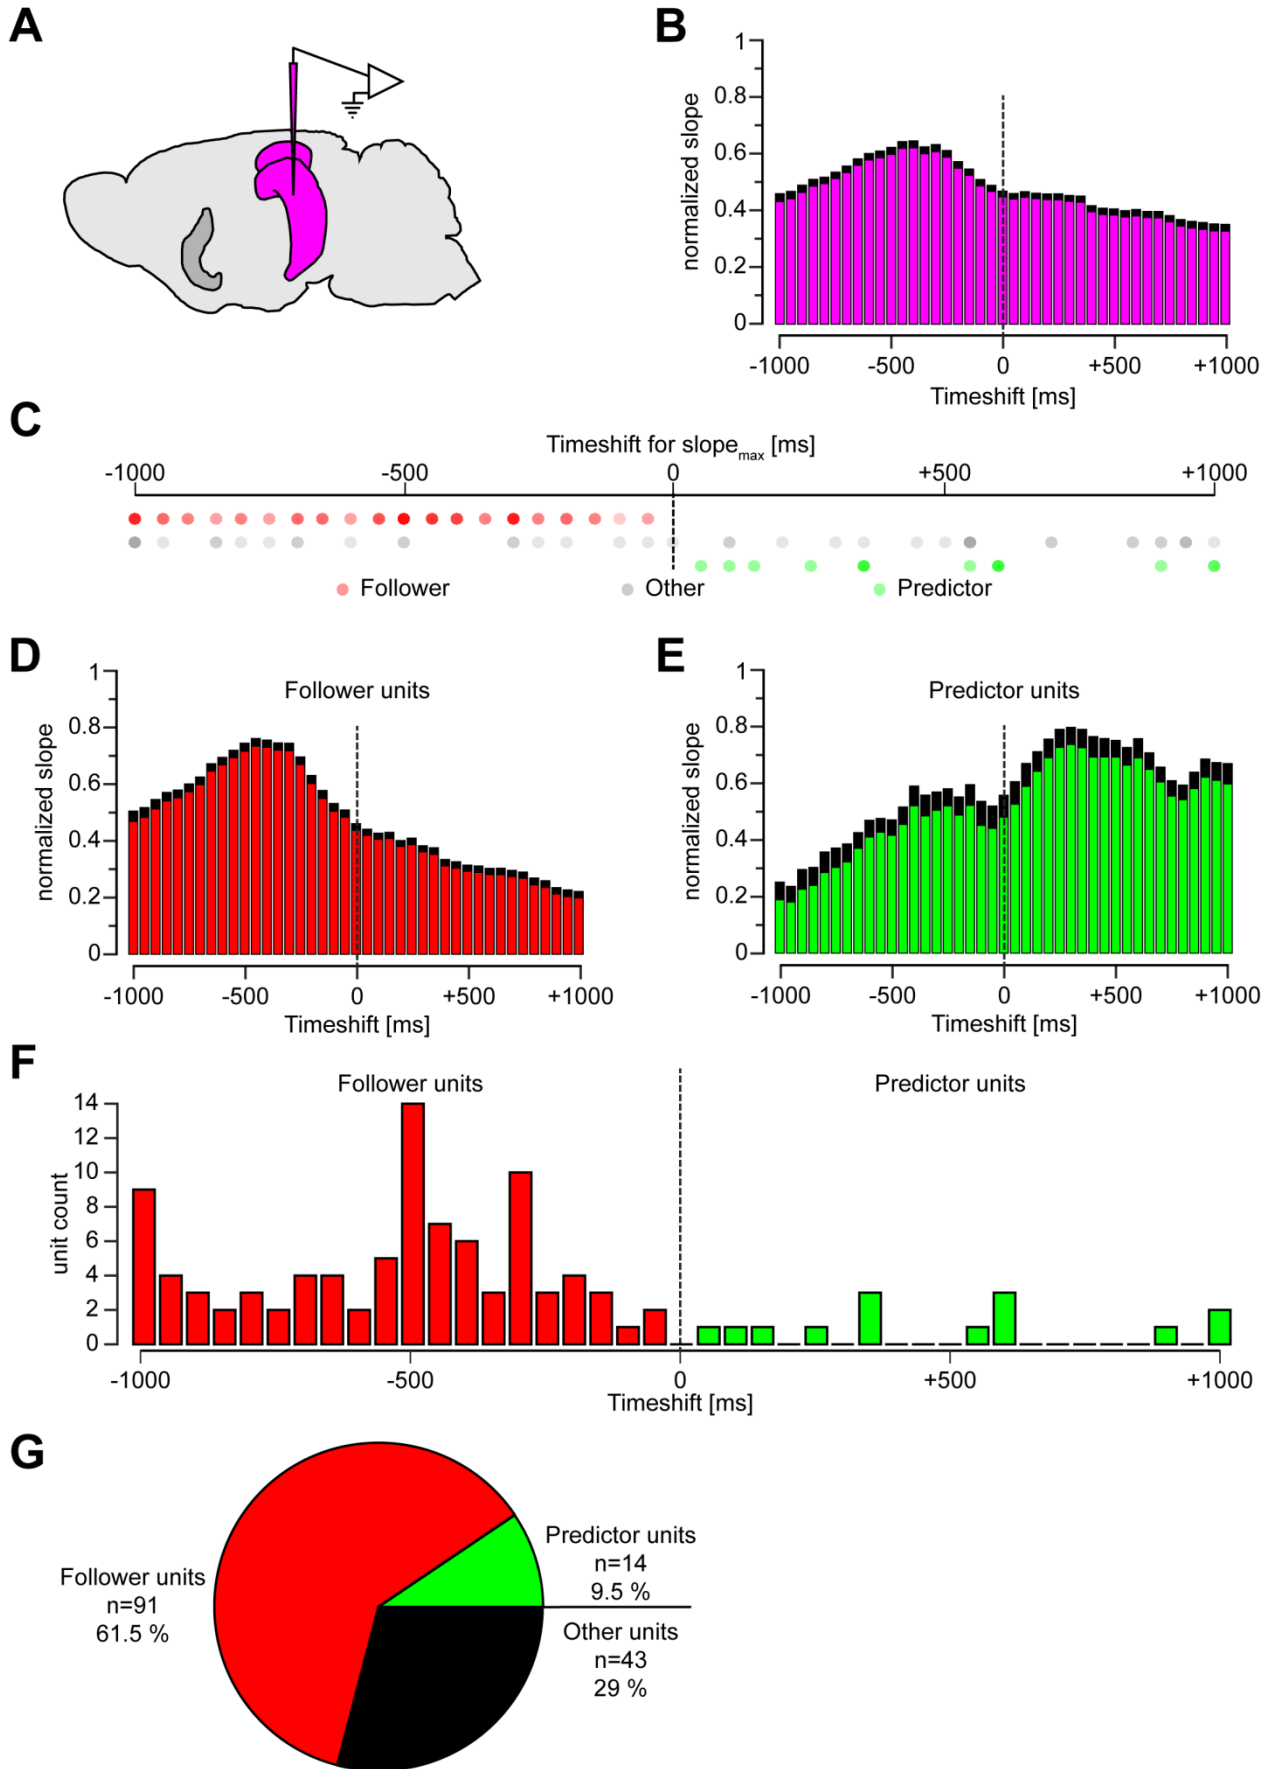 A
B
1
0.8
0.6
0.4
0.2
0
normalized slope
-1000 -500 0 +500 +1000
Timeshift [ms]
C
Timeshift for slope_max [ms]
-1000 -500 0 +500 +1000
Follower Other Predictor
D
Follower units
1
0.8
0.6
0.4
0.2
0
normalized slope
-1000 -500 0 +500 +1000
Timeshift [ms]
E
Predictor units
1
0.8
0.6
0.4
0.2
0
normalized slope
-1000 -500 0 +500 +1000
Timeshift [ms]
F
Follower units Predictor units
14
12
10
8
6
4
2
0
unit count
-1000 -500 0 +500 +1000
Timeshift [ms]
G
Follower units
n=91
61.5 %
Predictor units
n=14
9.5 %
Other units
n=43
29 %